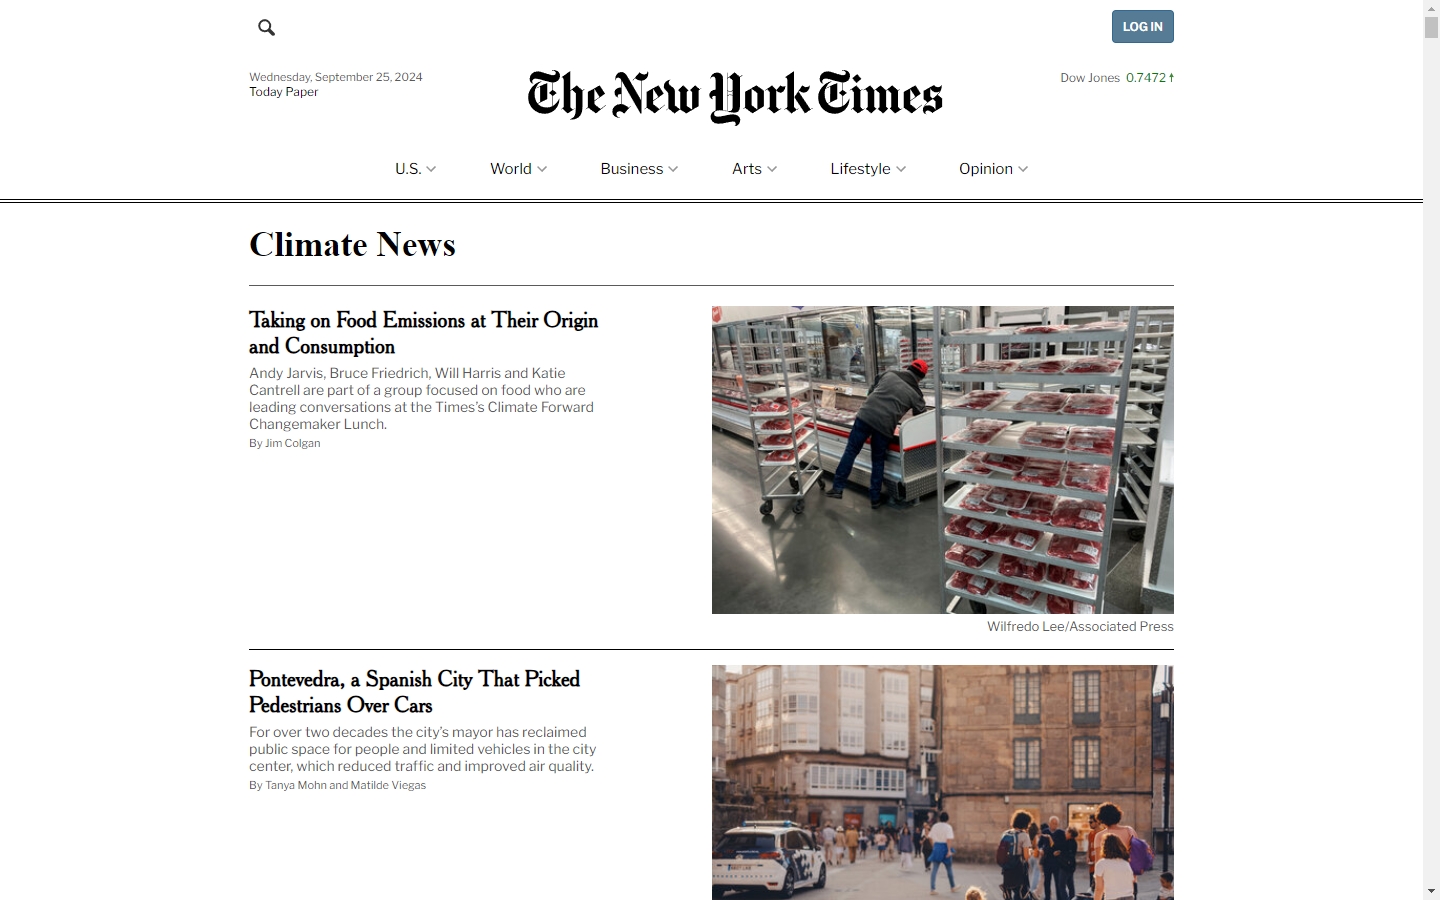 LOG IN
Wednesday, September 25, 2024
Today Paper
The New York Times
Dow Jones 0.7472 ↑
U.S.
World
Business
Arts
Lifestyle
Opinion
Climate News
Taking on Food Emissions at Their Origin
and Consumption
Andy Jarvis, Bruce Friedrich, Will Harris and Katie
Cantrell are part of a group focused on food who are
leading conversations at the Times's Climate Forward
Changemaker Lunch.
By Jim Colgan
Wilfredo Lee/Associated Press
Pontevedra, a Spanish City That Picked
Pedestrians Over Cars
For over two decades the city's mayor has reclaimed
public space for people and limited vehicles in the city
center, which reduced traffic and improved air quality.
By Tanya Mohn and Matilde Viegas